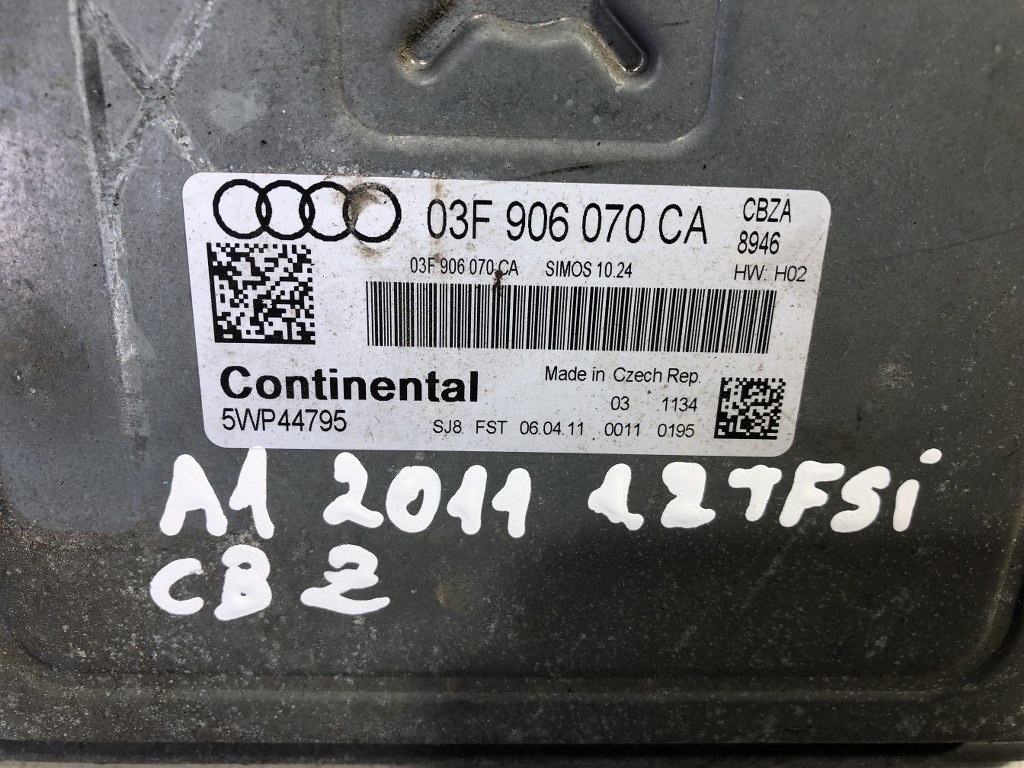 03F 906 070 CA
CBZA
8946
03F 906 070 CA SIMOS 10.24 HW: H02
Continental
5WP44795
Made in Czech Rep.
03 1134
SJ8 FST 06.04.11 0011 0195
A1 2011 1.2TFSi
CBZ